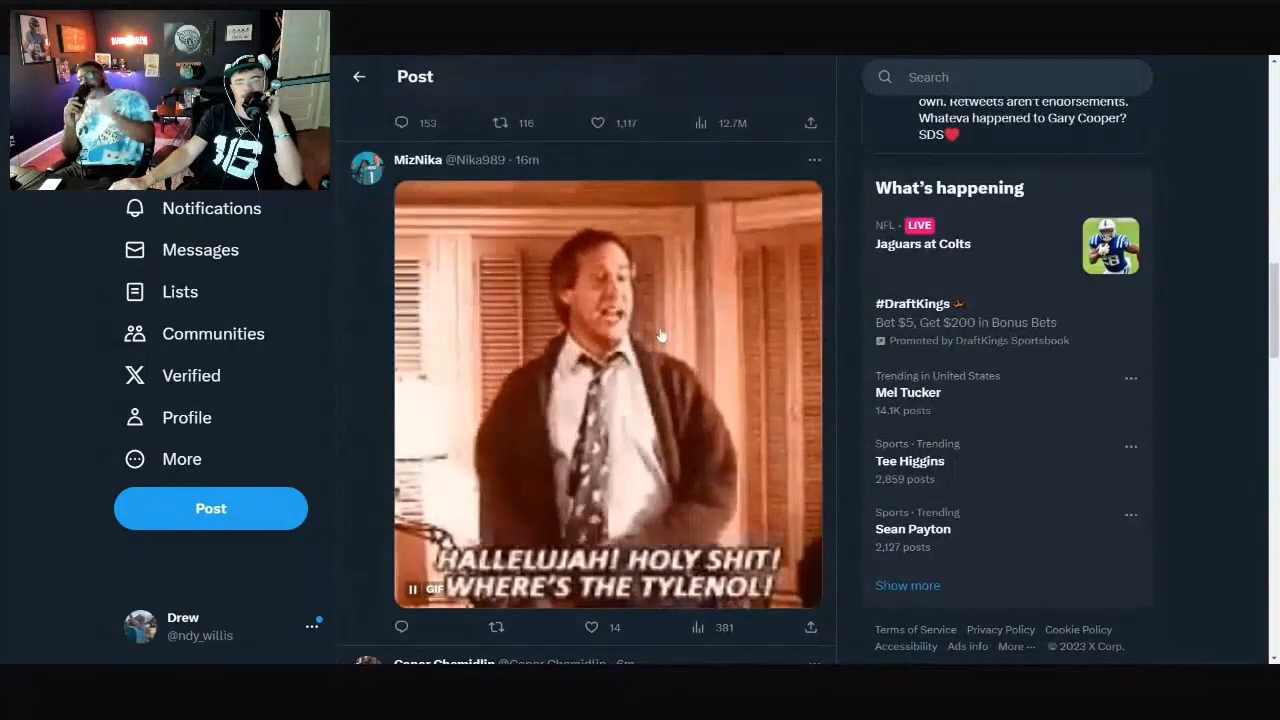 Post
Search
own. Retweets aren't endorsements.
Whateva happened to Gary Cooper?
SDS❤️
153 116 1,117 12.7M
MizNika @Nika989 · 16m
HALLELUJAH! HOLY SHIT!
WHERE'S THE TYLENOL!
GIF
14 381
Notifications
Messages
Lists
Communities
Verified
Profile
More
Post
Drew
@ndy_willis
What's happening
NFL · LIVE
Jaguars at Colts
#DraftKings
Bet $5, Get $200 in Bonus Bets
Promoted by DraftKings Sportsbook
Trending in United States
Mel Tucker
14.1K posts
Sports · Trending
Tee Higgins
2,859 posts
Sports · Trending
Sean Payton
2,127 posts
Show more
Terms of Service Privacy Policy Cookie Policy
Accessibility Ads info More ··· © 2023 X Corp.